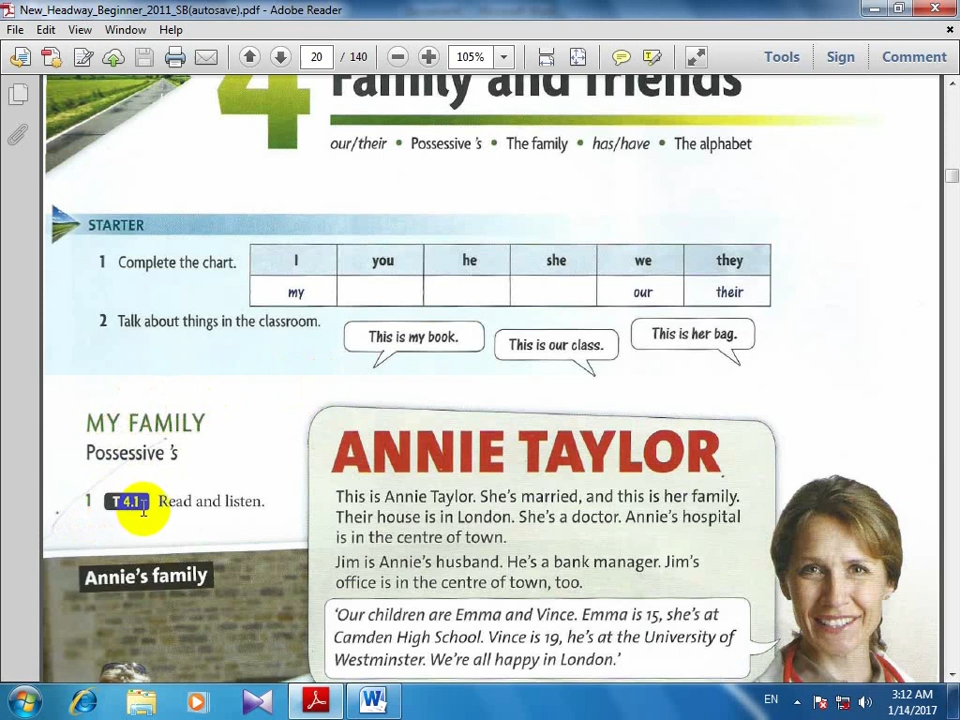 New_Headway_Beginner_2011_SB(autosave).pdf - Adobe Reader
File Edit View Window Help
20 / 140
105%
Tools Sign Comment
4 Family and friends
our/their • Possessive 's • The family • has/have • The alphabet
STARTER
1 Complete the chart.
I you he she we they
my our their
2 Talk about things in the classroom.
This is my book.
This is our class.
This is her bag.
MY FAMILY
Possessive 's
1 T 4.1 Read and listen.
Annie's family
ANNIE TAYLOR
This is Annie Taylor. She's married, and this is her family.
Their house is in London. She's a doctor. Annie's hospital
is in the centre of town.
Jim is Annie's husband. He's a bank manager. Jim's
office is in the centre of town, too.
'Our children are Emma and Vince. Emma is 15, she's at
Camden High School. Vince is 19, he's at the University of
Westminster. We're all happy in London.'
EN
3:12 AM
1/14/2017